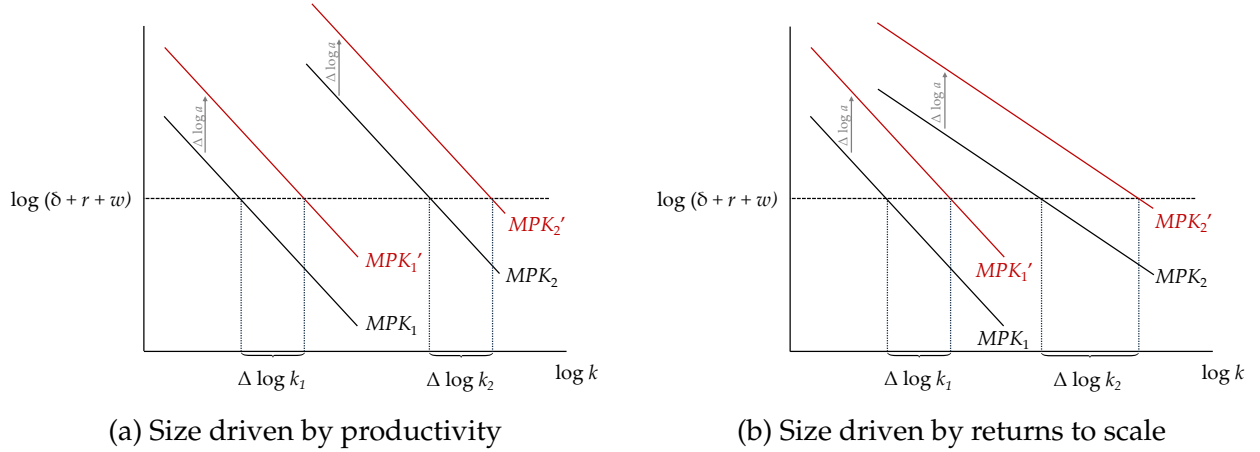 Δ log a
Δ log a
log (δ + r + w)
MPK₂′
MPK₁′
MPK₂
MPK₁
log k
Δ log k₁
Δ log k₂
(a) Size driven by productivity
Δ log a
Δ log a
log (δ + r + w)
MPK₂′
MPK₁′
MPK₂
MPK₁
log k
Δ log k₁
Δ log k₂
(b) Size driven by returns to scale